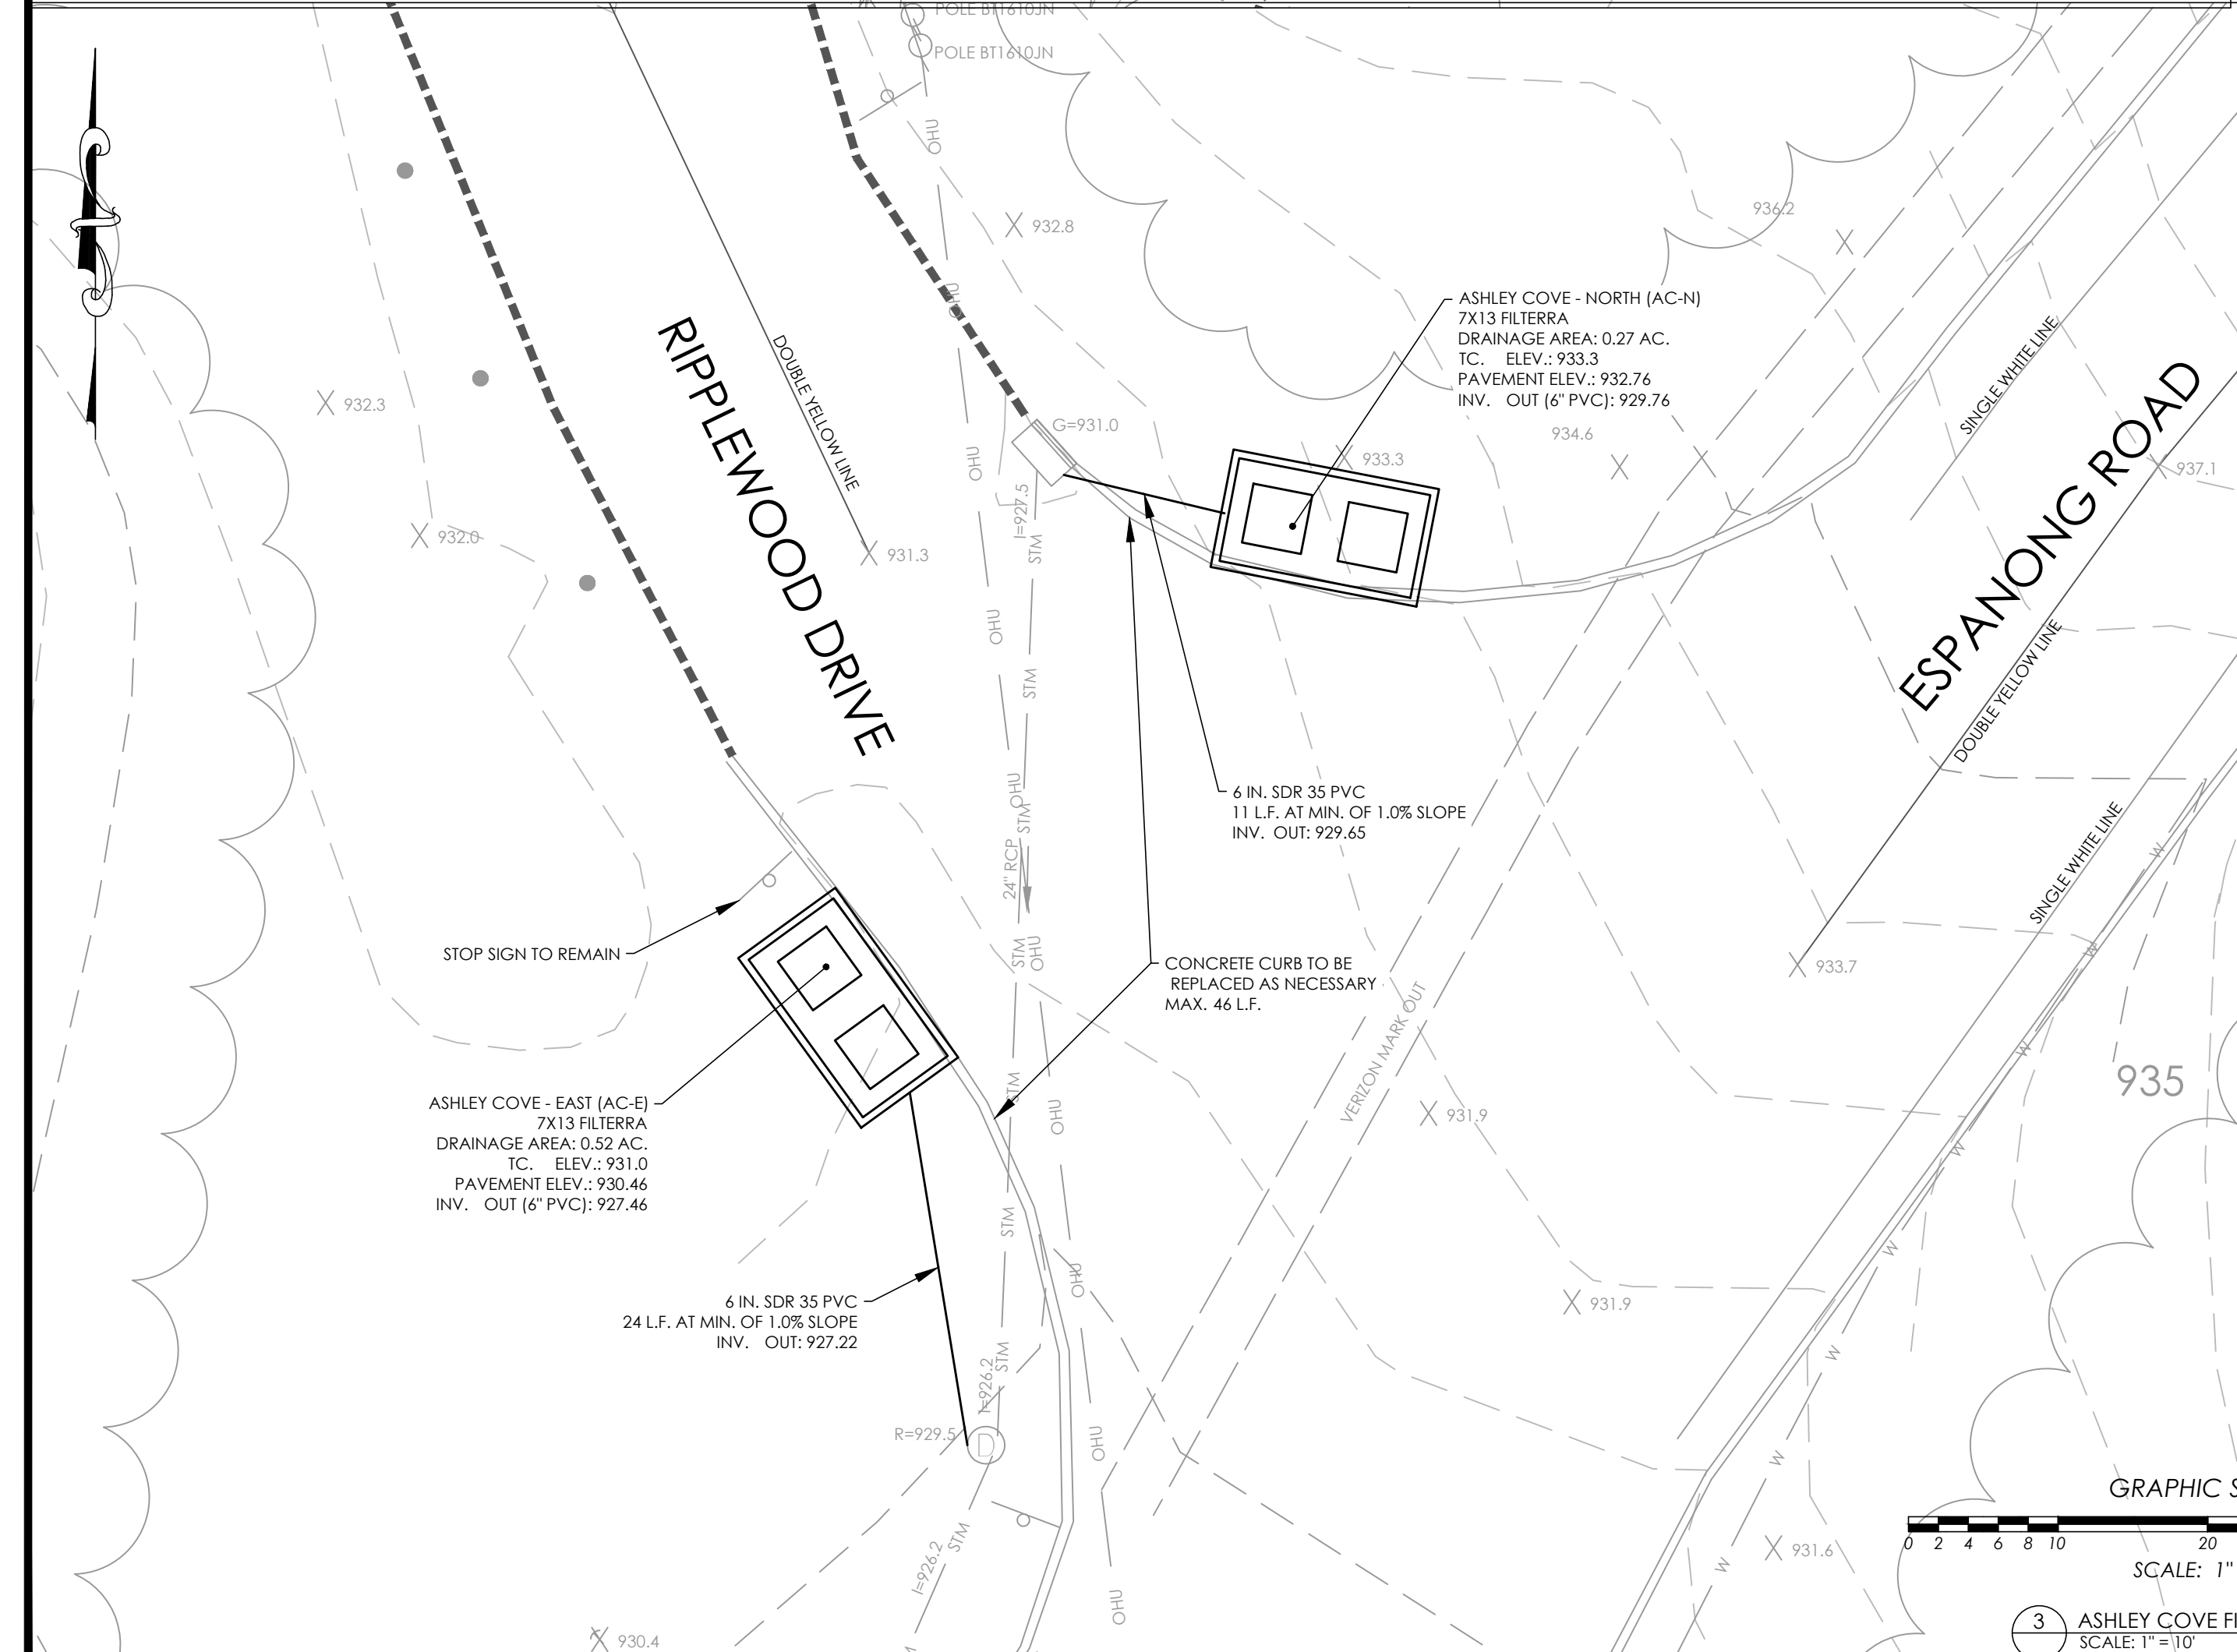 POLE BT1610JN
POLE BT1610JN
OHU
932.8
936.2
OHU
ASHLEY COVE - NORTH (AC-N)
7X13 FILTERRA
DRAINAGE AREA: 0.27 AC.
TC. ELEV.: 933.3
PAVEMENT ELEV.: 932.76
INV. OUT (6" PVC): 929.76
RIPPLEWOOD DRIVE
DOUBLE YELLOW LINE
SINGLE WHITE LINE
ESPANONG ROAD
932.3
G=931.0
934.6
933.3
937.1
OHU
I=927.5
STM
932.0
931.3
OHU
STM
DOUBLE YELLOW LINE
6 IN. SDR 35 PVC
11 L.F. AT MIN. OF 1.0% SLOPE
INV. OUT: 929.65
OHU
STM
24" RCP
SINGLE WHITE LINE
W
STOP SIGN TO REMAIN
STM
OHU
CONCRETE CURB TO BE
REPLACED AS NECESSARY
MAX. 46 L.F.
933.7
W
VERIZON MARK OUT
W
935
STM
OHU
931.9
W
ASHLEY COVE - EAST (AC-E)
7X13 FILTERRA
DRAINAGE AREA: 0.52 AC.
TC. ELEV.: 931.0
PAVEMENT ELEV.: 930.46
INV. OUT (6" PVC): 927.46
STM
W
OHU
6 IN. SDR 35 PVC
24 L.F. AT MIN. OF 1.0% SLOPE
INV. OUT: 927.22
931.9
STM
I=926.2
W
R=929.5
D
OHU
W
GRAPHIC S
0 2 4 6 8 10 20
STM
I=926.2
931.6
W
SCALE: 1"
OHU
930.4
3
ASHLEY COVE FI
SCALE: 1" = 10'